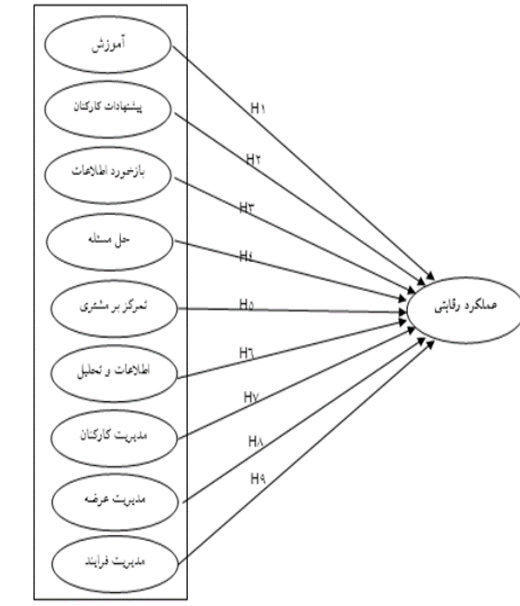 آموزش
H۱
پیشنهادات کارکنان
H۲
بازخورد اطلاعات
H۳
حل مسئله
H٤
تمرکز بر مشتری
H۵
عملکرد رقابتی
اطلاعات و تحلیل
H۶
مدیریت کارکنان
H۷
مدیریت عرضه
H۸
مدیریت فرایند
H۹